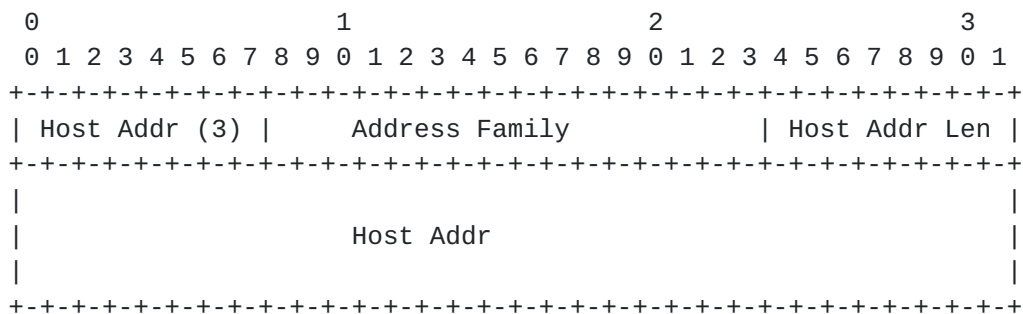 0                   1                   2                   3
 0 1 2 3 4 5 6 7 8 9 0 1 2 3 4 5 6 7 8 9 0 1 2 3 4 5 6 7 8 9 0 1
+-+-+-+-+-+-+-+-+-+-+-+-+-+-+-+-+-+-+-+-+-+-+-+-+-+-+-+-+-+-+-+-+
| Host Addr (3) |     Address Family            | Host Addr Len |
+-+-+-+-+-+-+-+-+-+-+-+-+-+-+-+-+-+-+-+-+-+-+-+-+-+-+-+-+-+-+-+-+
|                                                               |
|                     Host Addr                                 |
|                                                               |
+-+-+-+-+-+-+-+-+-+-+-+-+-+-+-+-+-+-+-+-+-+-+-+-+-+-+-+-+-+-+-+-+